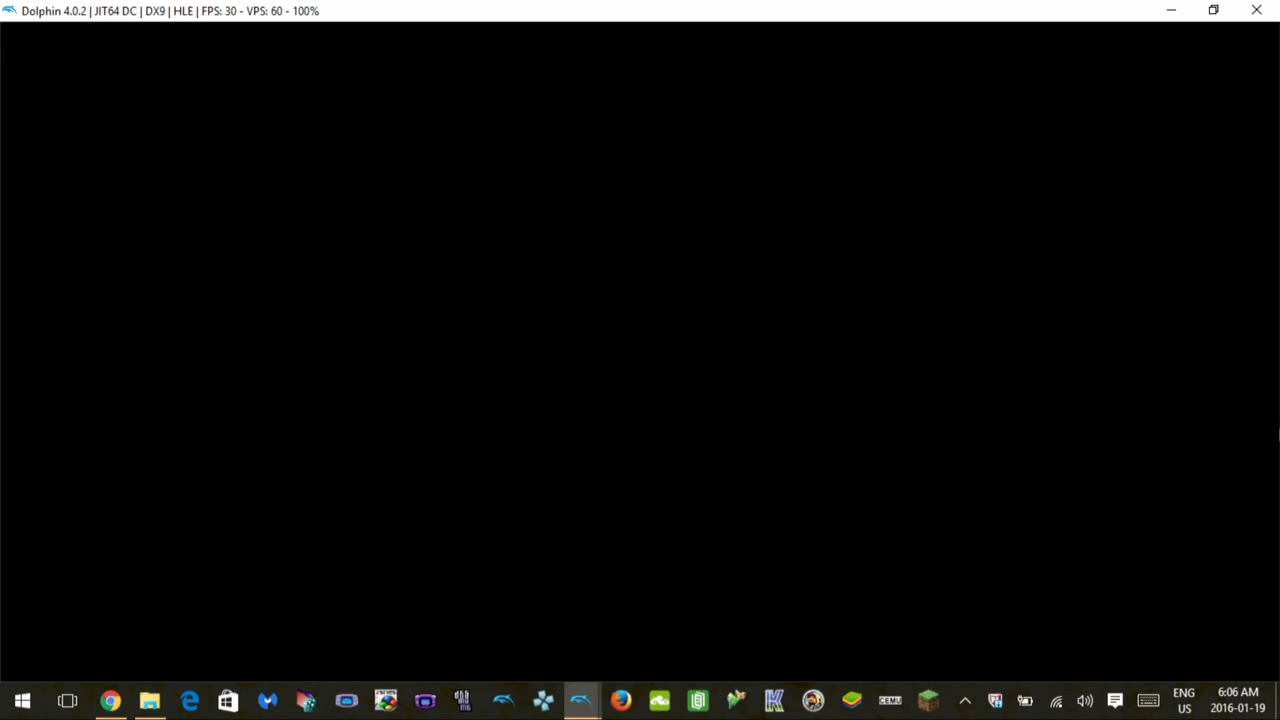 Dolphin 4.0.2 | JIT64 DC | DX9 | HLE | FPS: 30 - VPS: 60 - 100%
CEMU
ENG
US
6:06 AM
2016-01-19